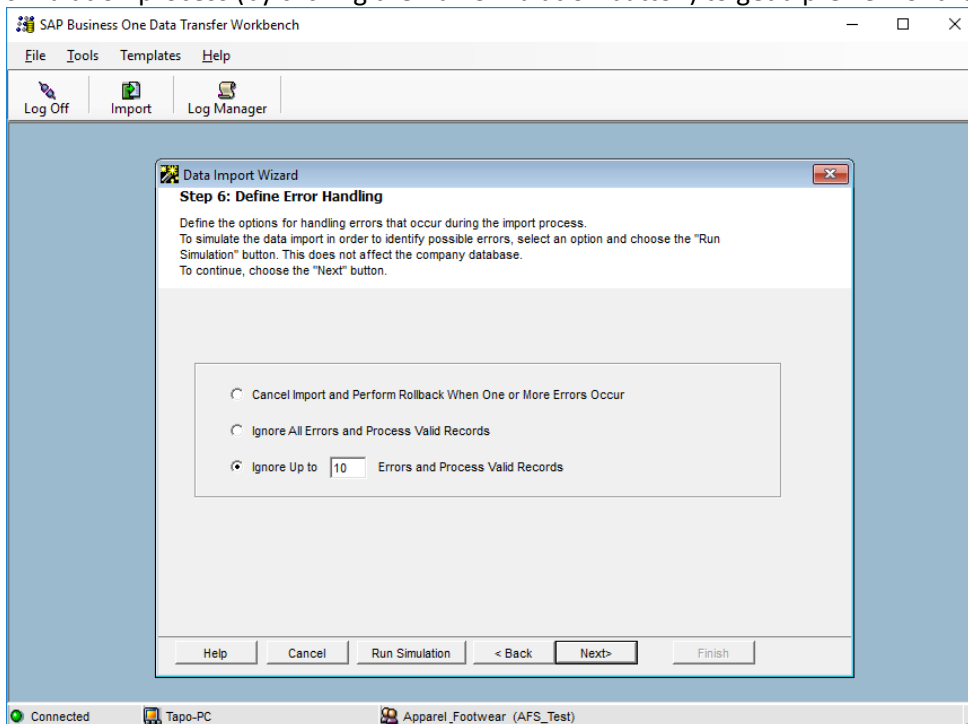 SAP Business One Data Transfer Workbench
File Tools Templates Help
Log Off Import Log Manager
Data Import Wizard
Step 6: Define Error Handling
Define the options for handling errors that occur during the import process.
To simulate the data import in order to identify possible errors, select an option and choose the "Run
Simulation" button. This does not affect the company database.
To continue, choose the "Next" button.
Cancel Import and Perform Rollback When One or More Errors Occur
Ignore All Errors and Process Valid Records
Ignore Up to 10 Errors and Process Valid Records
Help Cancel Run Simulation < Back Next> Finish
Connected Tapo-PC Apparel_Footwear (AFS_Test)